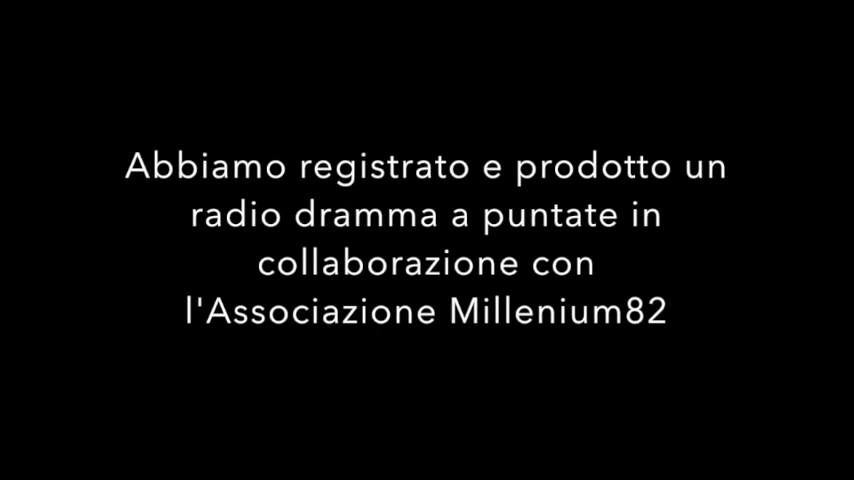 Abbiamo registrato e prodotto un
radio dramma a puntate in
collaborazione con
l'Associazione Millenium82